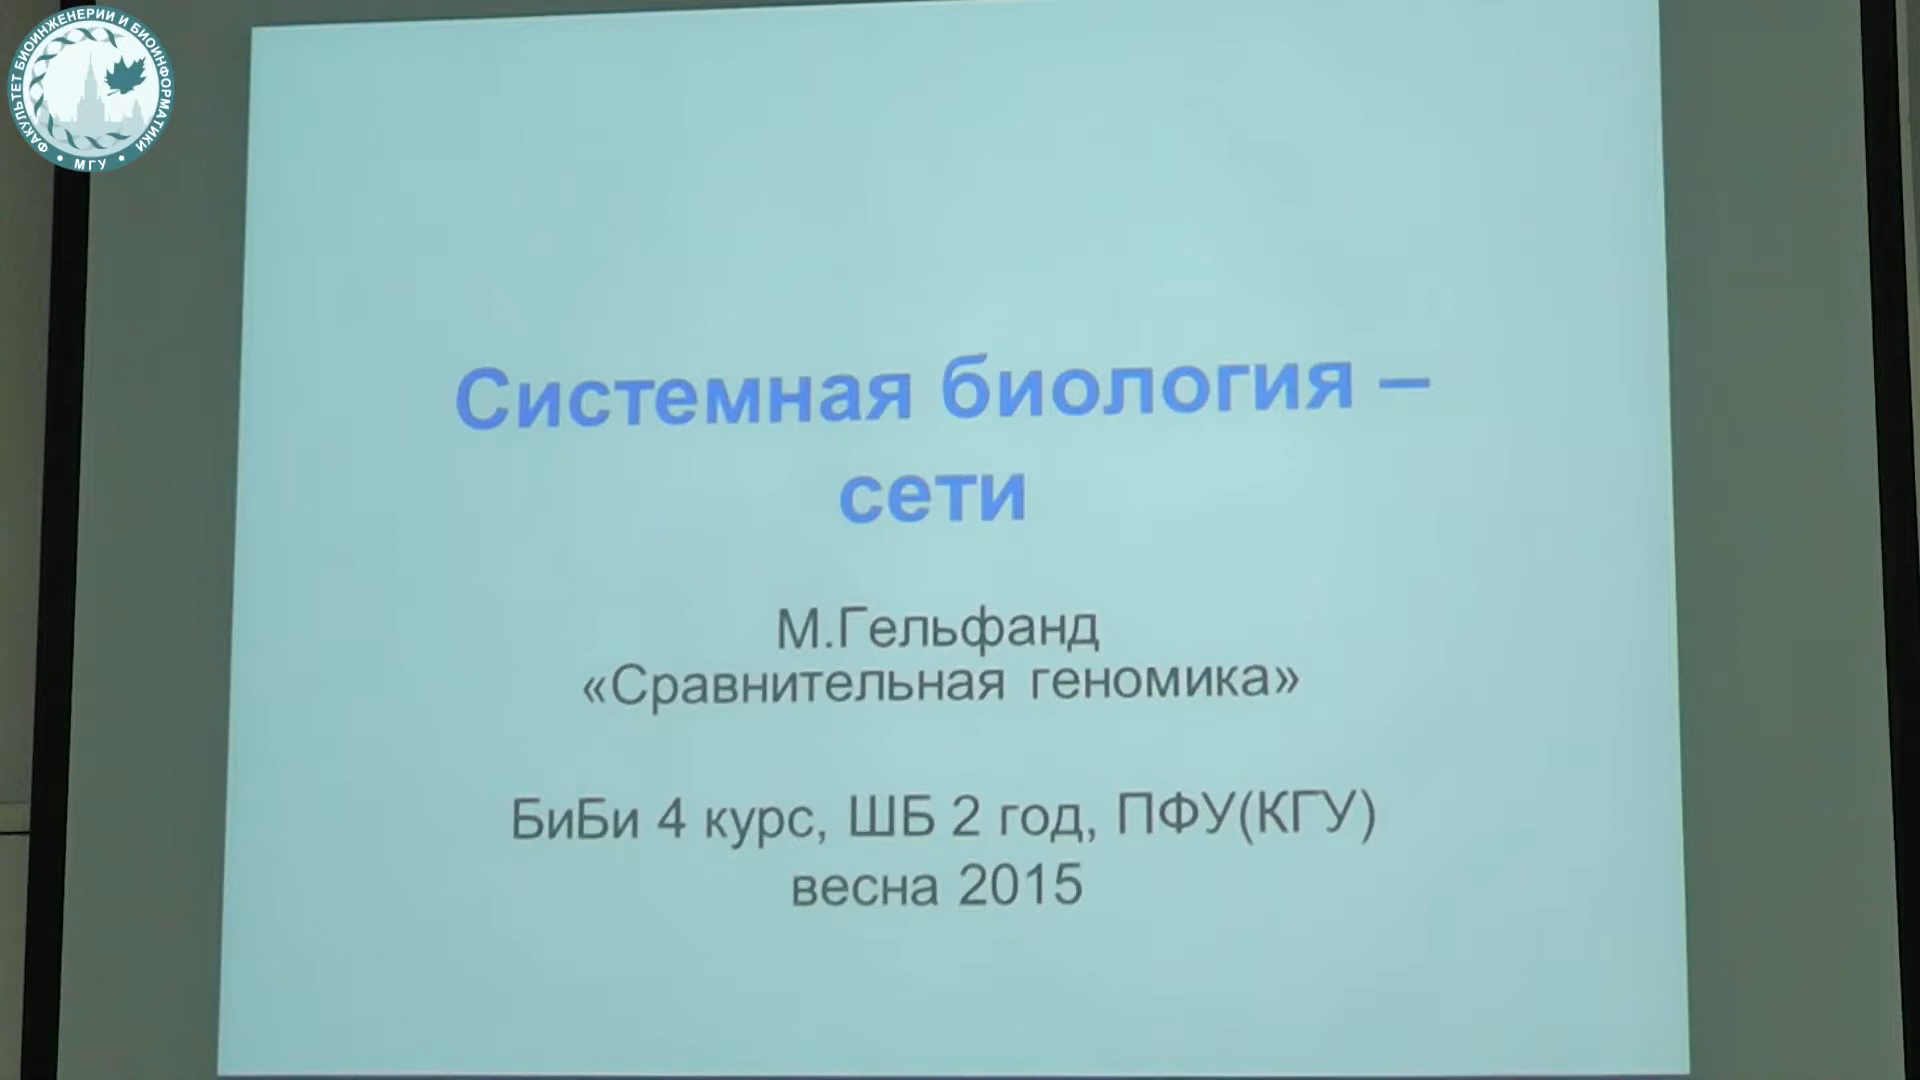 ФАКУЛЬТЕТ БИОИНЖЕНЕРИИ И БИОИНФОРМАТИКИ
• МГУ •
Системная биология –
сети
М.Гельфанд
«Сравнительная геномика»
БиБи 4 курс, ШБ 2 год, ПФУ(КГУ)
весна 2015